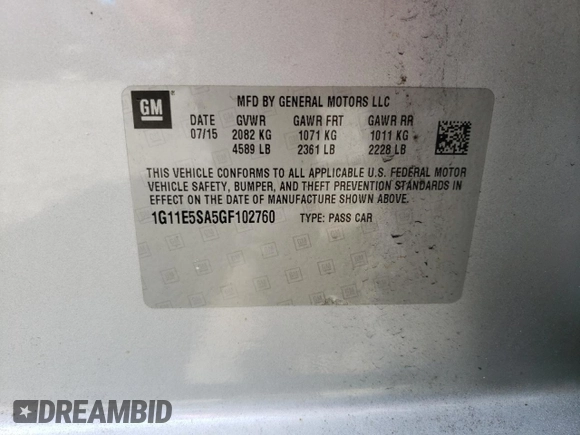 GM
MFD BY GENERAL MOTORS LLC
DATE GVWR GAWR FRT GAWR RR
07/15 2082 KG 1071 KG 1011 KG
4589 LB 2361 LB 2228 LB
THIS VEHICLE CONFORMS TO ALL APPLICABLE U.S. FEDERAL MOTOR
VEHICLE SAFETY, BUMPER, AND THEFT PREVENTION STANDARDS IN
EFFECT ON THE DATE OF MANUFACTURE SHOWN ABOVE.
1G11E5SA5GF102760 TYPE: PASS CAR
DREAMBID